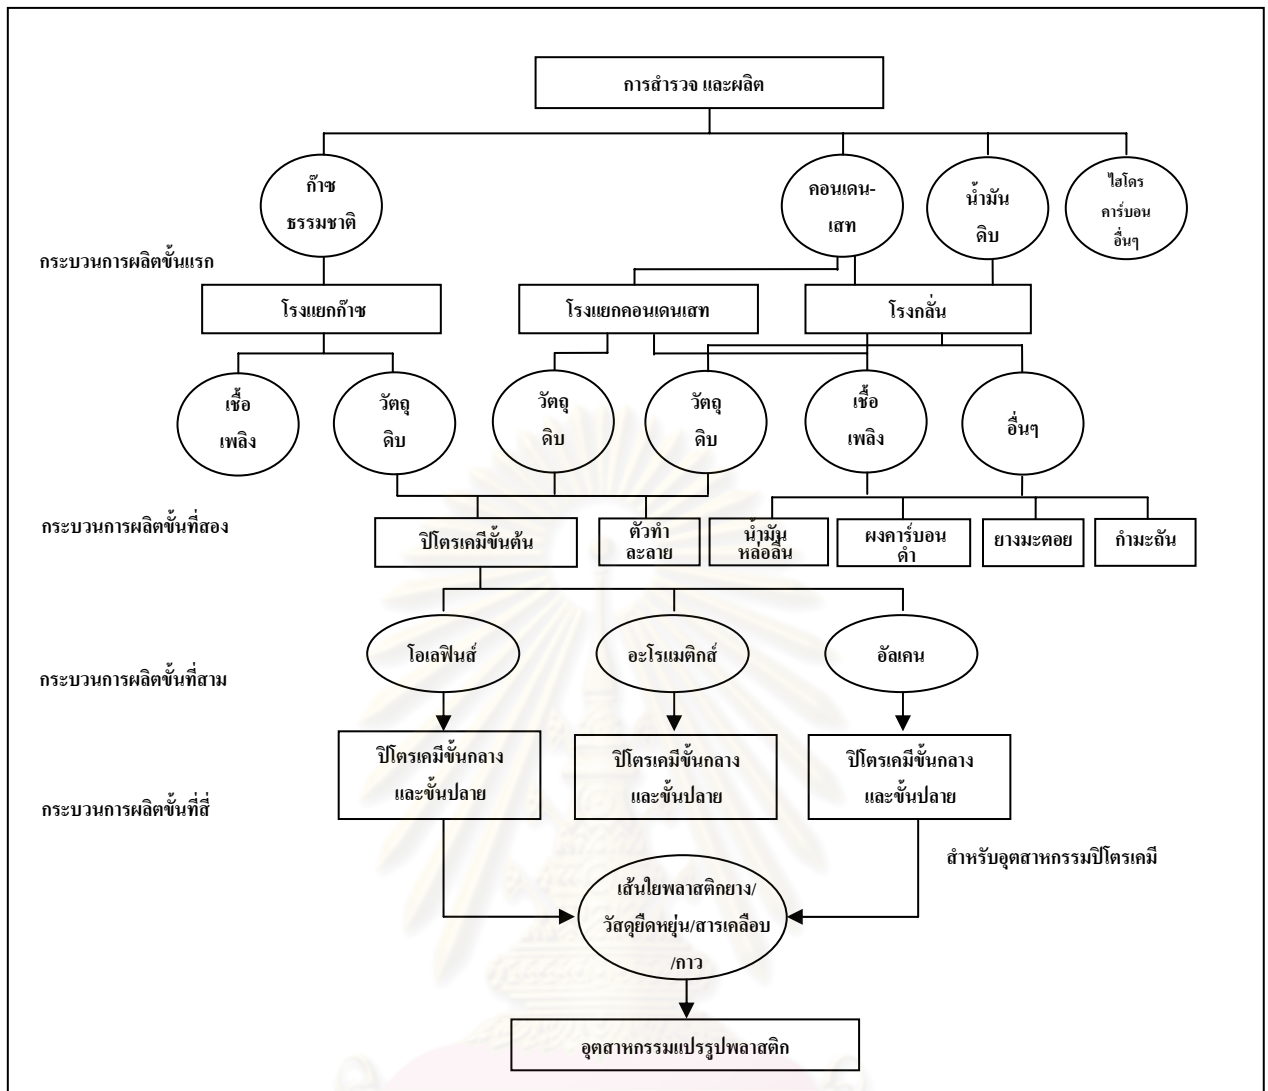 การสำรวจ และผลิต
ก๊าซ
ธรรมชาติ
คอนเดน-
เสท
น้ำมัน
ดิบ
ไฮโดร
คาร์บอน
อื่นๆ
กระบวนการผลิตขั้นแรก
โรงแยกก๊าซ
โรงแยกคอนเดนเสท
โรงกลั่น
เชื้อ
เพลิง
วัตถุ
ดิบ
วัตถุ
ดิบ
วัตถุ
ดิบ
เชื้อ
เพลิง
อื่นๆ
กระบวนการผลิตขั้นที่สอง
ปิโตรเคมีขั้นต้น
ตัวทำ
ละลาย
น้ำมัน
หล่อลื่น
ผงคาร์บอน
ดำ
ยางมะตอย
กำมะถัน
โอเลฟินส์
อะโรแมติกส์
อัลเคน
กระบวนการผลิตขั้นที่สาม
ปิโตรเคมีขั้นกลาง
และขั้นปลาย
ปิโตรเคมีขั้นกลาง
และขั้นปลาย
ปิโตรเคมีขั้นกลาง
และขั้นปลาย
กระบวนการผลิตขั้นที่สี่
สำหรับอุตสาหกรรมปิโตรเคมี
เส้นใยพลาสติกยาง/
วัสดุยืดหยุ่น/สารเคลือบ
/กาว
อุตสาหกรรมแปรรูปพลาสติก